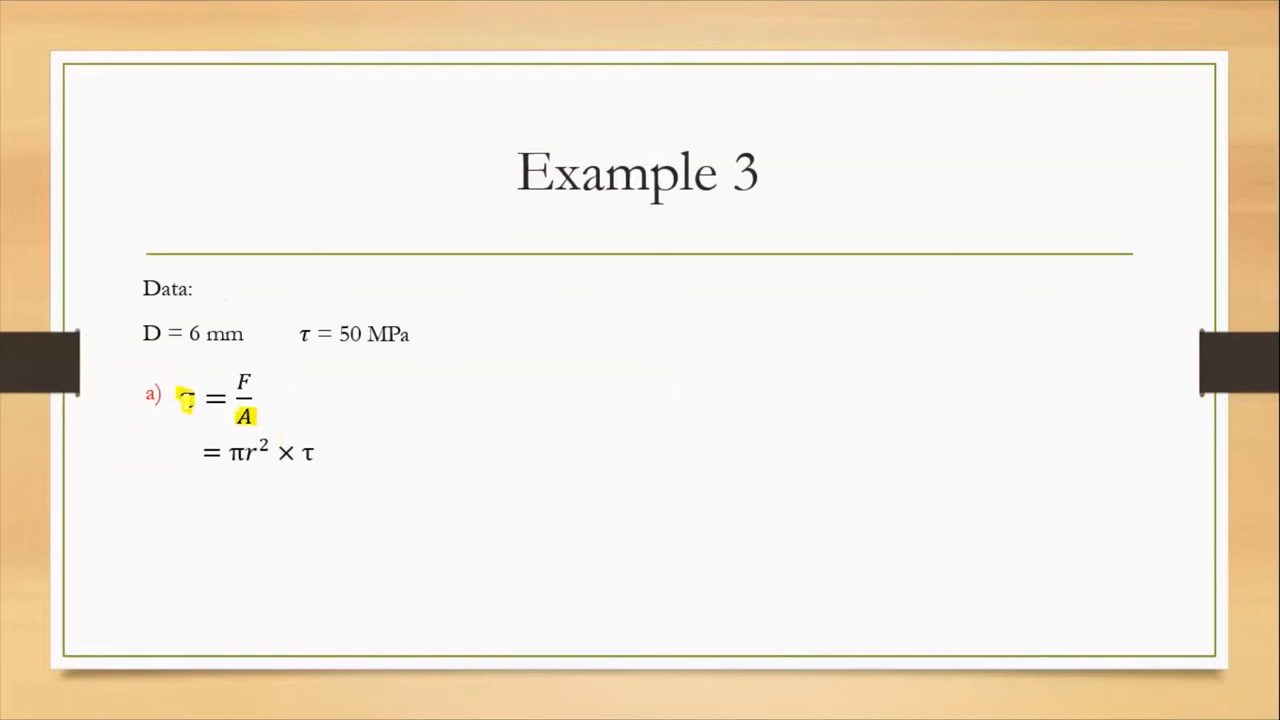 Example 3
Data:
D = 6 mm τ = 50 MPa
a) τ = F/A
= πr² × τ